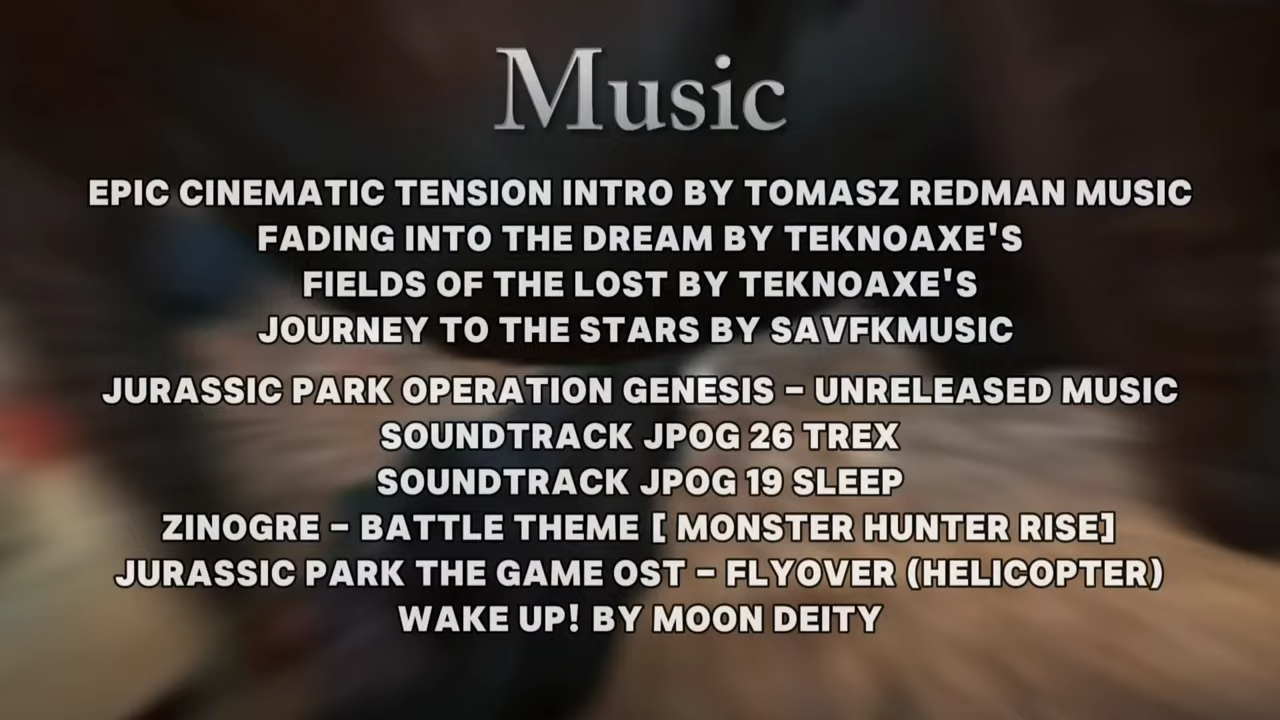 Music
EPIC CINEMATIC TENSION INTRO BY TOMASZ REDMAN MUSIC
FADING INTO THE DREAM BY TEKNOAXE'S
FIELDS OF THE LOST BY TEKNOAXE'S
JOURNEY TO THE STARS BY SAVFKMUSIC
JURASSIC PARK OPERATION GENESIS - UNRELEASED MUSIC
SOUNDTRACK JPOG 26 TREX
SOUNDTRACK JPOG 19 SLEEP
ZINOGRE - BATTLE THEME [ MONSTER HUNTER RISE]
JURASSIC PARK THE GAME OST - FLYOVER (HELICOPTER)
WAKE UP! BY MOON DEITY